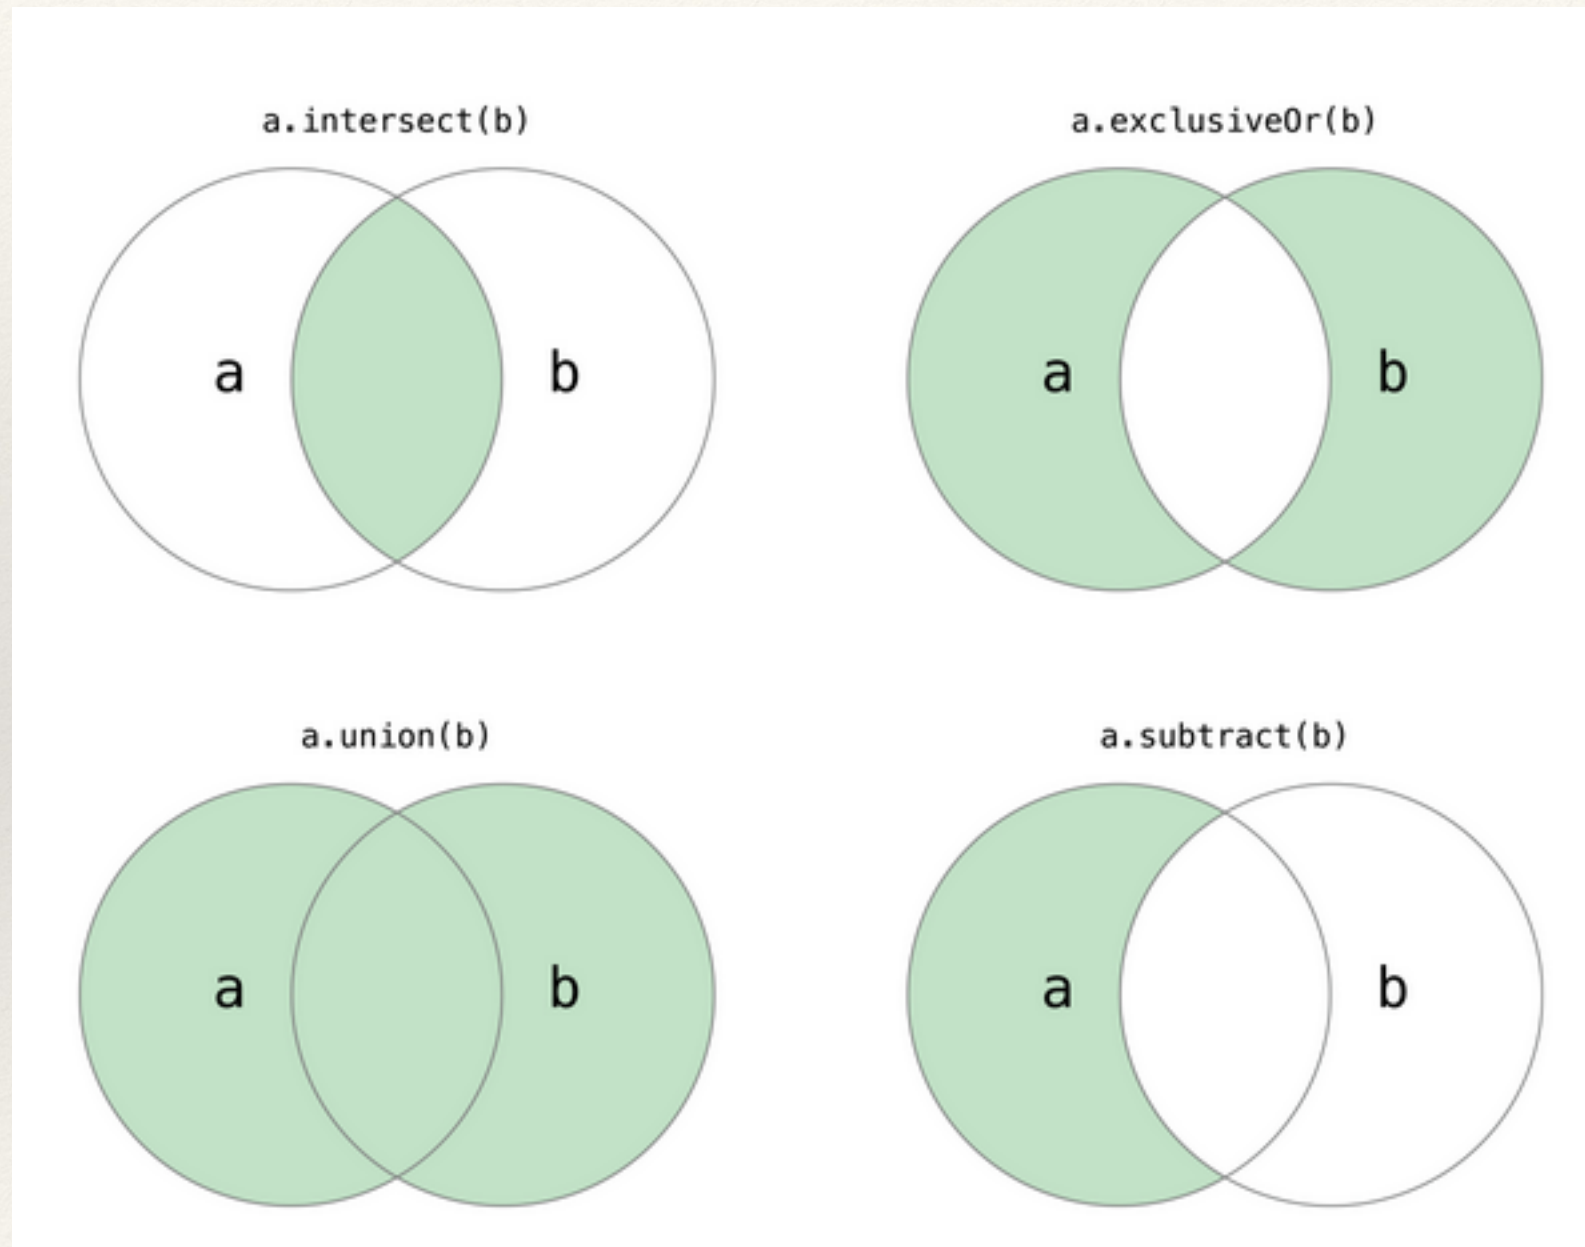 a.intersect(b)
a.exclusiveOr(b)
a b
a b
a.union(b)
a.subtract(b)
a b
a b